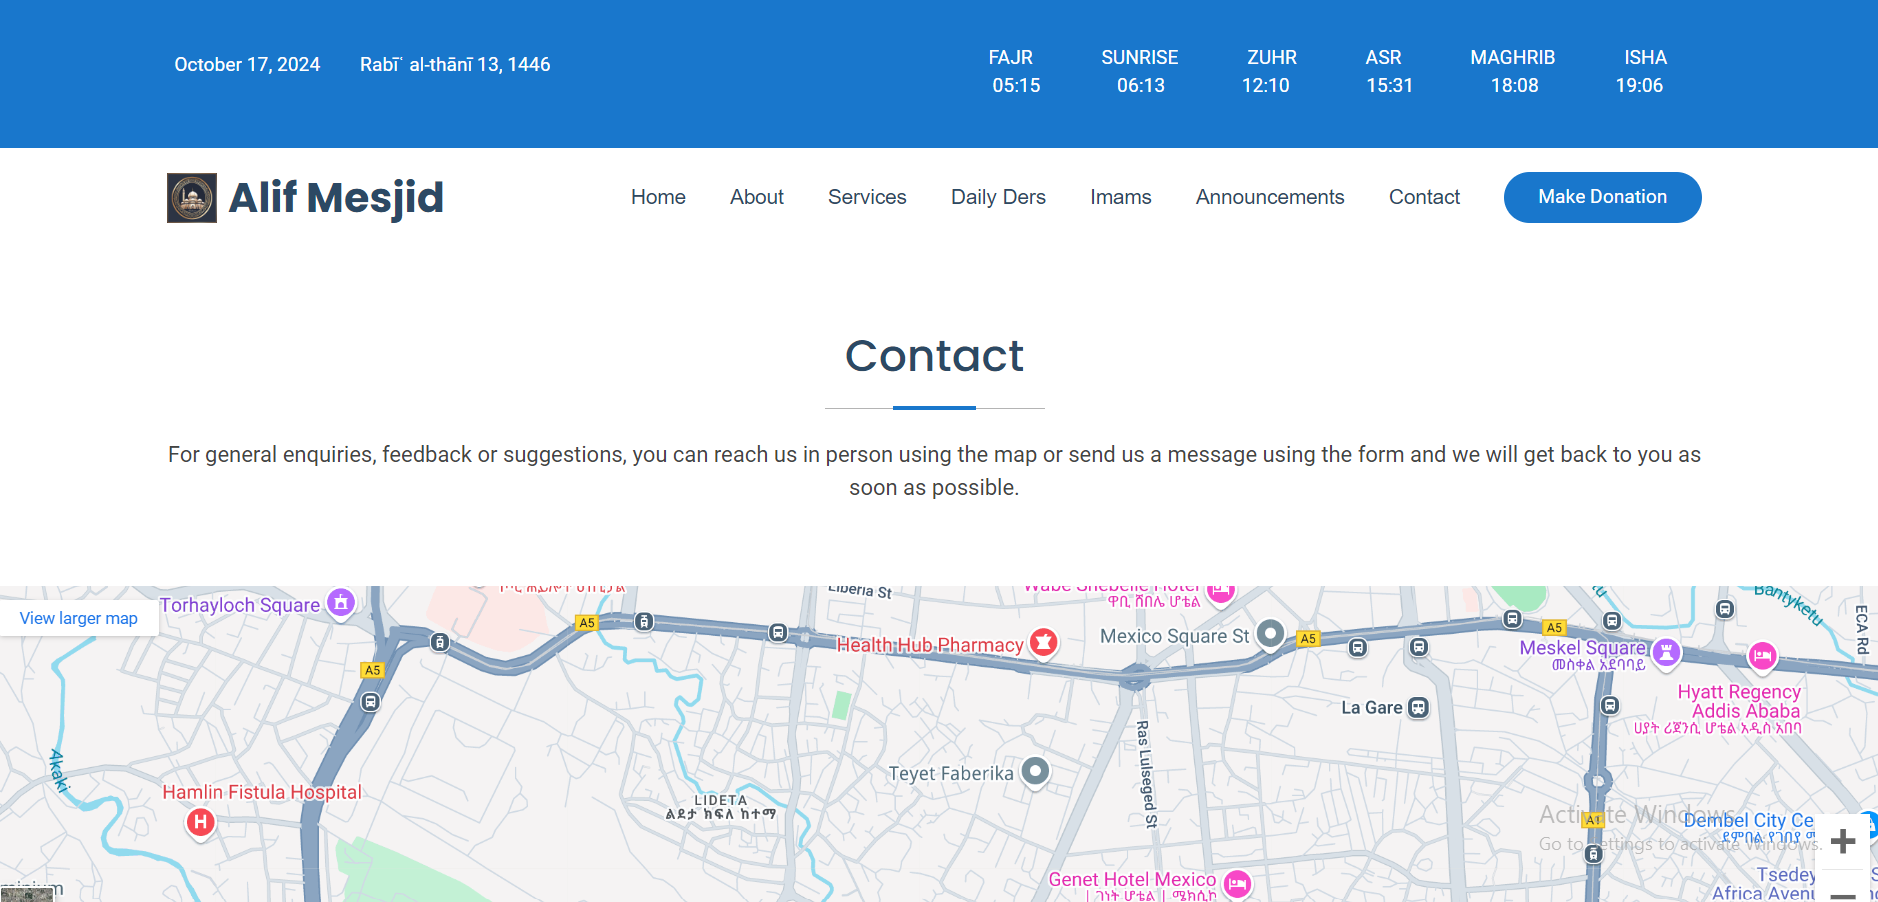 October 17, 2024 Rabīʿ al-thānī 13, 1446
FAJR SUNRISE ZUHR ASR MAGHRIB ISHA
05:15 06:13 12:10 15:31 18:08 19:06
Alif Mesjid
Home About Services Daily Ders Imams Announcements Contact Make Donation
Contact
For general enquiries, feedback or suggestions, you can reach us in person using the map or send us a message using the form and we will get back to you as
soon as possible.
View larger map
Torhayloch Square
Liberia St
Wabe Shebelle Hotel
ዋቢ ሸበሌ ሆቴል
Bantyketu
ECA Rd
A5
A5
A5
A5
Health Hub Pharmacy
Mexico Square St
Meskel Square
መስቀል አደባባይ
Hyatt Regency
Addis Ababa
ሀያት ሪጀንሲ ሆቴል አዲስ አበባ
La Gare
Ras Lulseged St
Akaki
Teyet Faberika
Hamlin Fistula Hospital
LIDETA
ልደታ ክፍለ ከተማ
Activate Windows
Go to Settings to activate Windows.
A1
Dembel City Ce
ደምበል የገበያ
Genet Hotel Mexico
ገነት ሆቴል | ሜክሲኮ
Tsedey
Africa Avenu